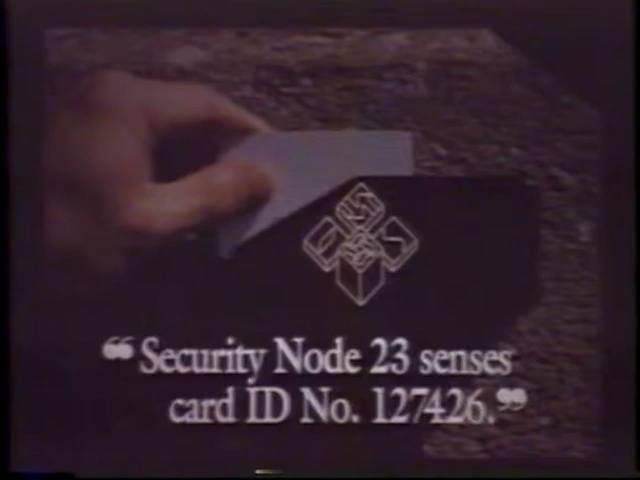 “Security Node 23 senses
card ID No. 127426.”